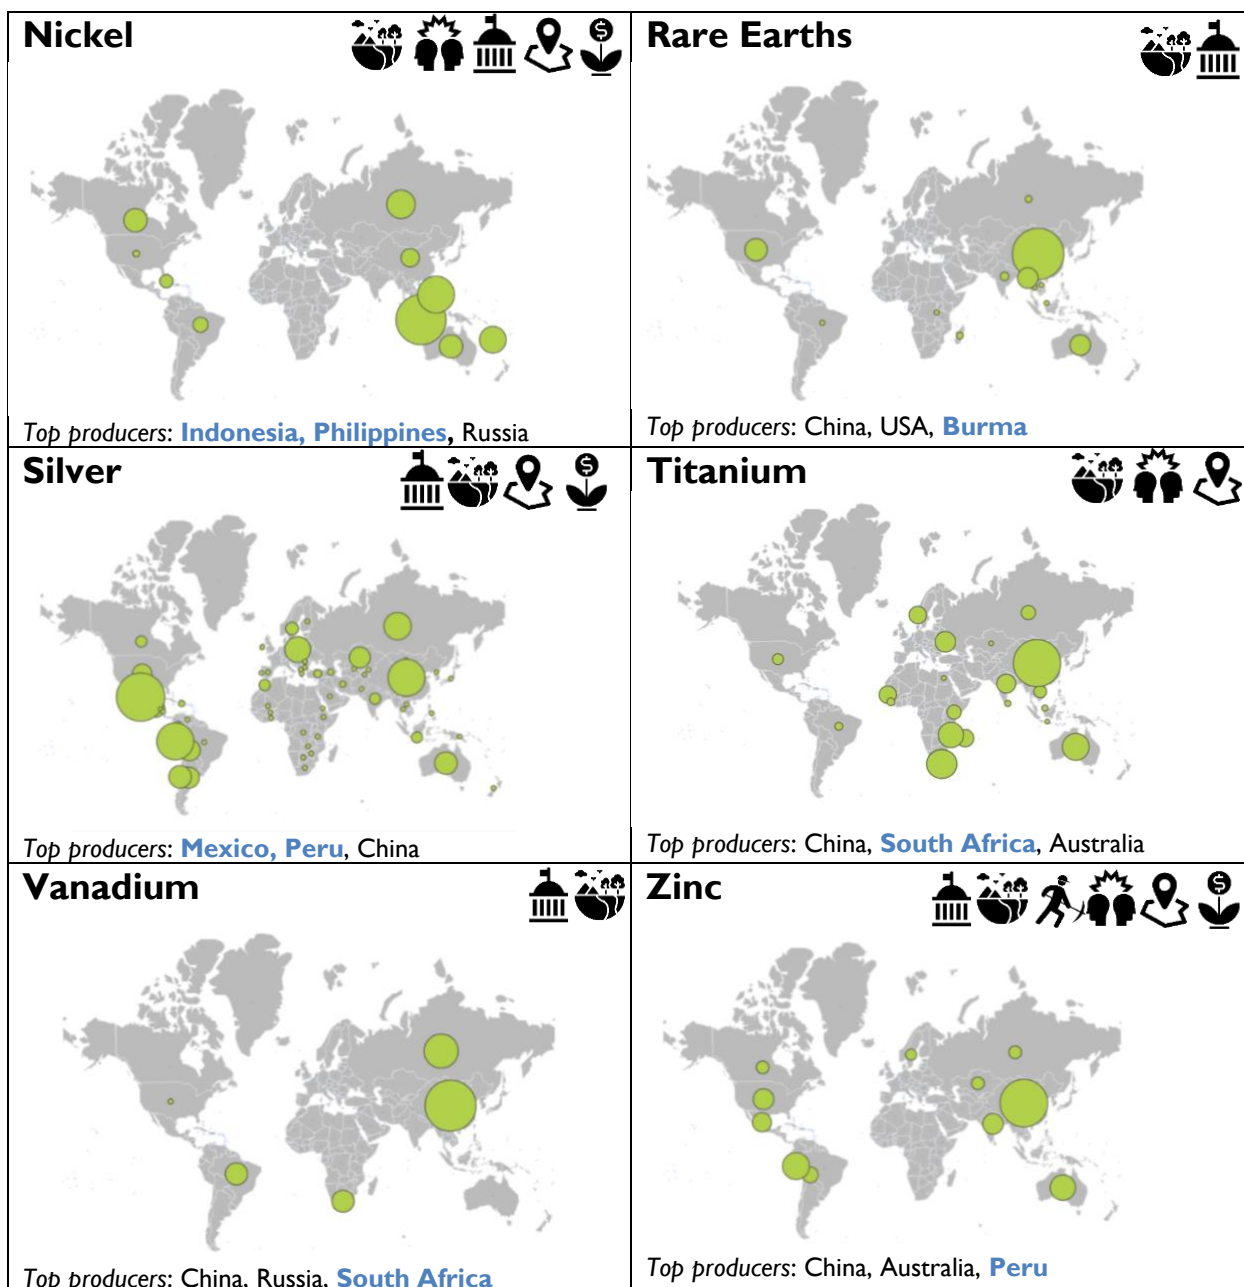 Nickel
Top producers: Indonesia, Philippines, Russia
Rare Earths
Top producers: China, USA, Burma
Silver
Top producers: Mexico, Peru, China
Titanium
Top producers: China, South Africa, Australia
Vanadium
Top producers: China, Russia, South Africa
Zinc
Top producers: China, Australia, Peru